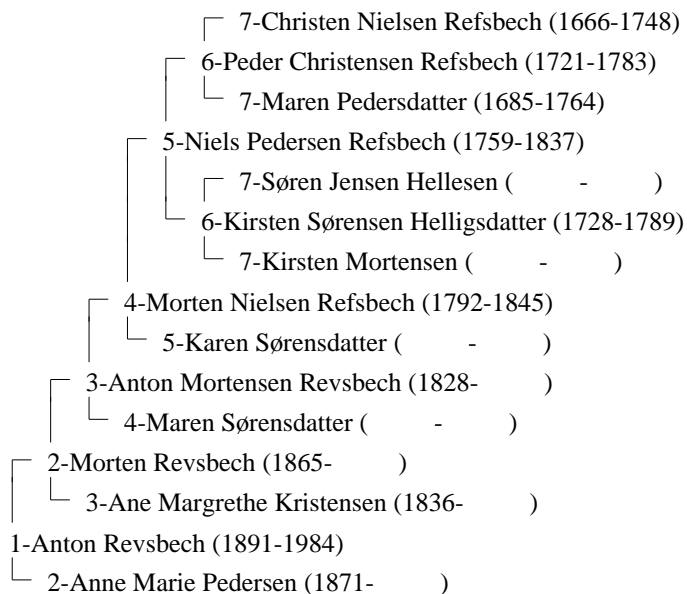 7-Christen Nielsen Refsbech (1666-1748)
6-Peder Christensen Refsbech (1721-1783)
7-Maren Pedersdatter (1685-1764)
5-Niels Pedersen Refsbech (1759-1837)
7-Søren Jensen Hellesen ( - )
6-Kirsten Sørensen Helligsdatter (1728-1789)
7-Kirsten Mortensen ( - )
4-Morten Nielsen Refsbech (1792-1845)
5-Karen Sørensdatter ( - )
3-Anton Mortensen Revsbech (1828- )
4-Maren Sørensdatter ( - )
2-Morten Revsbech (1865- )
3-Ane Margrethe Kristensen (1836- )
1-Anton Revsbech (1891-1984)
2-Anne Marie Pedersen (1871- )